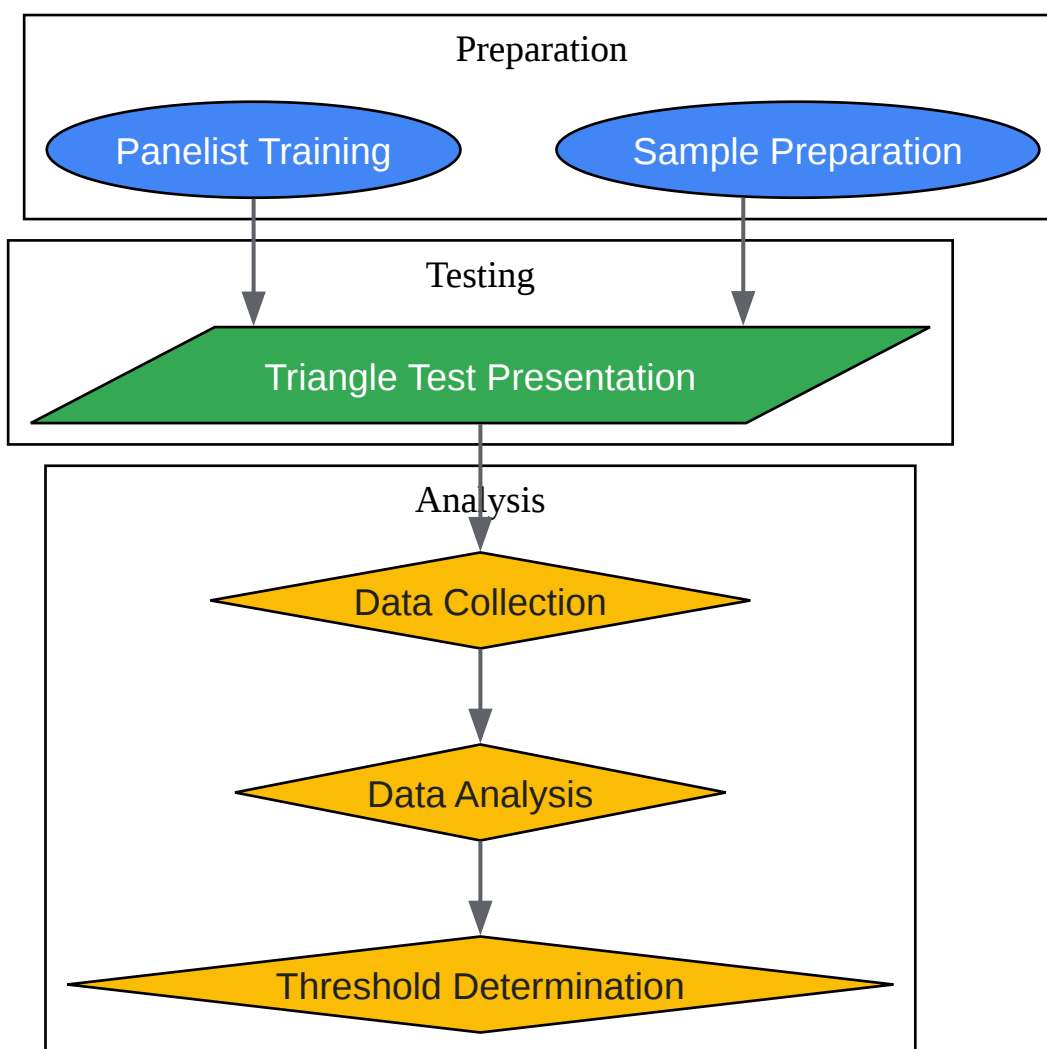 Preparation
Panelist Training
Sample Preparation
Testing
Triangle Test Presentation
Analysis
Data Collection
Data Analysis
Threshold Determination